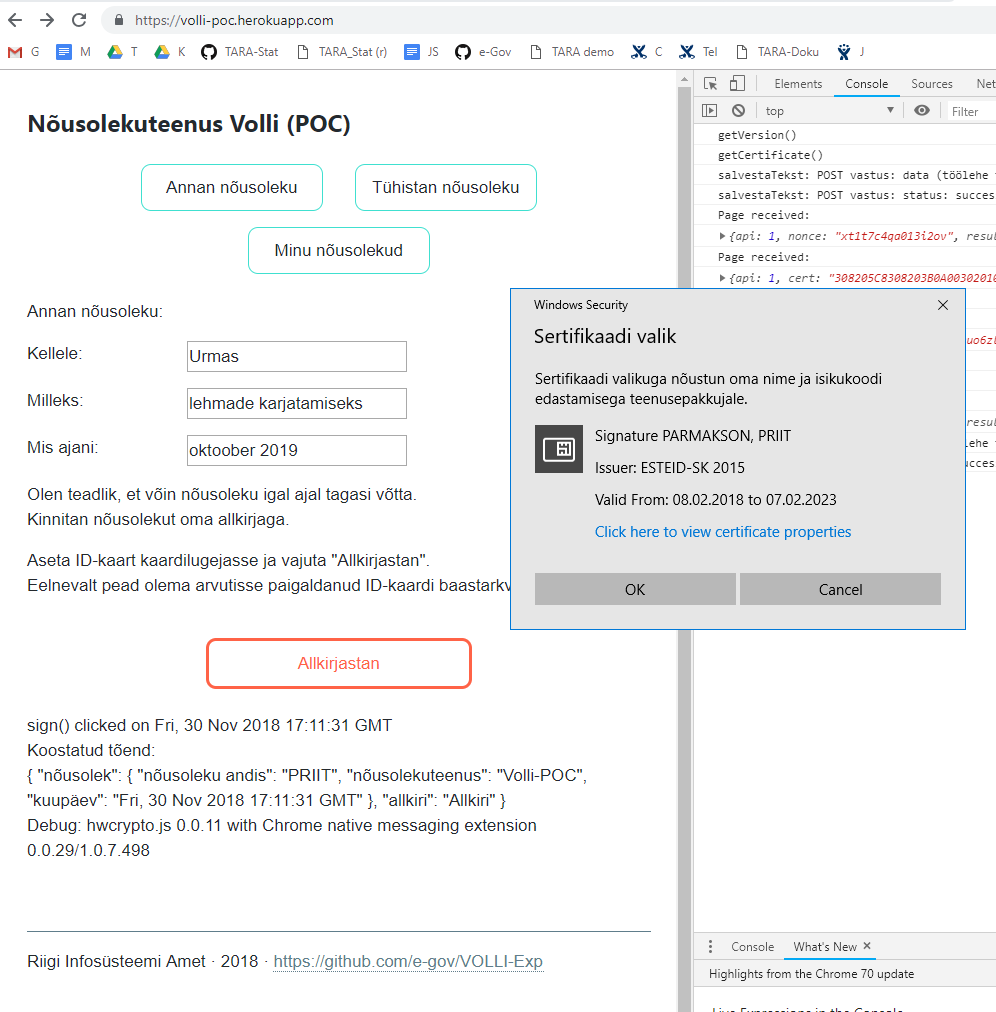 https://volli-poc.herokuapp.com
G M T K TARA-Stat TARA_Stat (r) JS e-Gov TARA demo C Tel TARA-Doku J
Nõusolekuteenus Volli (POC)
Annan nõusoleku Tühistan nõusoleku
Minu nõusolekud
Annan nõusoleku:
Kellele: Urmas
Milleks: lehmade karjatamiseks
Mis ajani: oktoober 2019
Olen teadlik, et võin nõusoleku igal ajal tagasi võtta.
Kinnitan nõusolekut oma allkirjaga.
Aseta ID-kaart kaardilugejasse ja vajuta "Allkirjastan".
Eelnevalt pead olema arvutisse paigaldanud ID-kaardi baastarkv
Allkirjastan
sign() clicked on Fri, 30 Nov 2018 17:11:31 GMT
Koostatud tõend:
{ "nõusolek": { "nõusoleku andis": "PRIIT", "nõusolekuteenus": "Volli-POC",
"kuupäev": "Fri, 30 Nov 2018 17:11:31 GMT" }, "allkiri": "Allkiri" }
Debug: hwcrypto.js 0.0.11 with Chrome native messaging extension
0.0.29/1.0.7.498
Riigi Infosüsteemi Amet · 2018 · https://github.com/e-gov/VOLLI-Exp
Windows Security
Sertifikaadi valik
Sertifikaadi valikuga nõustun oma nime ja isikukoodi
edastamisega teenusepakkujale.
Signature PARMAKSON, PRIIT
Issuer: ESTEID-SK 2015
Valid From: 08.02.2018 to 07.02.2023
Click here to view certificate properties
OK Cancel
Elements Console Sources Net
top Filter
getVersion()
getCertificate()
salvestaTekst: POST vastus: data (töölehe
salvestaTekst: POST vastus: status: succes
Page received:
{api: 1, nonce: "xt1t7c4qa013i2ov", resul
Page received:
{api: 1, cert: "308205C8308203B0A00302010
uo6zl
resul
lehe
ucces
Console What's New
Highlights from the Chrome 70 update
Live Expressions in the Console